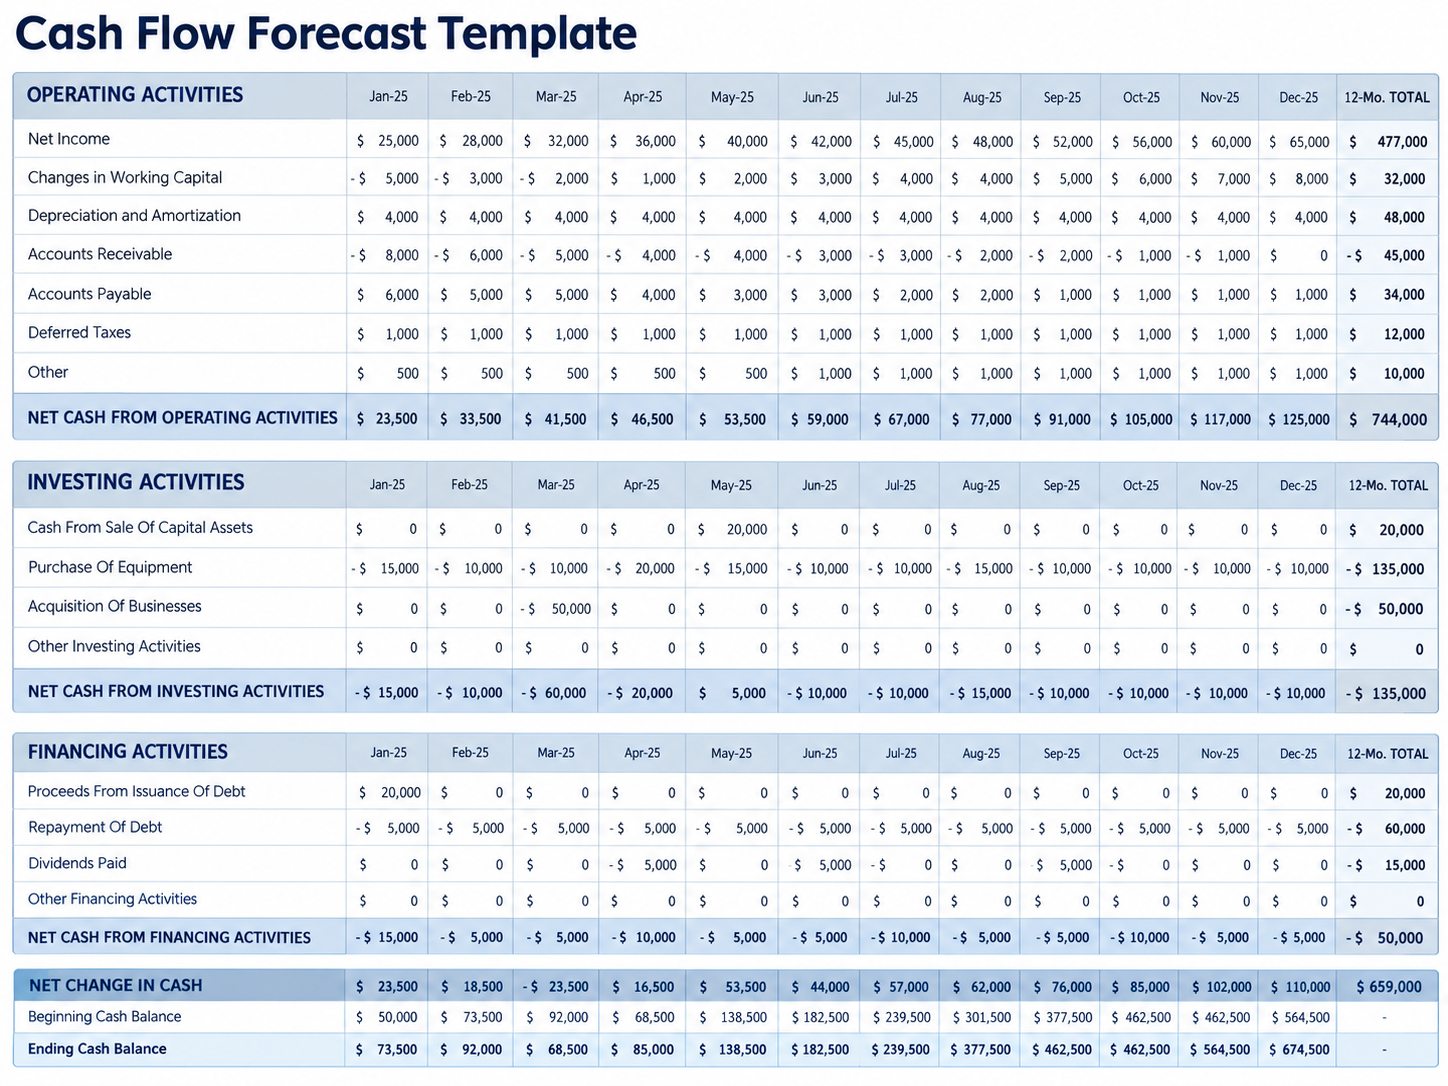 Cash Flow Forecast Template
OPERATING ACTIVITIES Jan-25 Feb-25 Mar-25 Apr-25 May-25 Jun-25 Jul-25 Aug-25 Sep-25 Oct-25 Nov-25 Dec-25 12-Mo. TOTAL
Net Income $ 25,000 $ 28,000 $ 32,000 $ 36,000 $ 40,000 $ 42,000 $ 45,000 $ 48,000 $ 52,000 $ 56,000 $ 60,000 $ 65,000 $ 477,000
Changes in Working Capital - $ 5,000 - $ 3,000 - $ 2,000 $ 1,000 $ 2,000 $ 3,000 $ 4,000 $ 4,000 $ 5,000 $ 6,000 $ 7,000 $ 8,000 $ 32,000
Depreciation and Amortization $ 4,000 $ 4,000 $ 4,000 $ 4,000 $ 4,000 $ 4,000 $ 4,000 $ 4,000 $ 4,000 $ 4,000 $ 4,000 $ 4,000 $ 48,000
Accounts Receivable - $ 8,000 - $ 6,000 - $ 5,000 - $ 4,000 - $ 4,000 - $ 3,000 - $ 3,000 - $ 2,000 - $ 2,000 - $ 1,000 - $ 1,000 $ 0 - $ 45,000
Accounts Payable $ 6,000 $ 5,000 $ 5,000 $ 4,000 $ 3,000 $ 3,000 $ 2,000 $ 2,000 $ 1,000 $ 1,000 $ 1,000 $ 1,000 $ 34,000
Deferred Taxes $ 1,000 $ 1,000 $ 1,000 $ 1,000 $ 1,000 $ 1,000 $ 1,000 $ 1,000 $ 1,000 $ 1,000 $ 1,000 $ 1,000 $ 12,000
Other $ 500 $ 500 $ 500 $ 500 $ 500 $ 1,000 $ 1,000 $ 1,000 $ 1,000 $ 1,000 $ 1,000 $ 1,000 $ 10,000
NET CASH FROM OPERATING ACTIVITIES $ 23,500 $ 33,500 $ 41,500 $ 46,500 $ 53,500 $ 59,000 $ 67,000 $ 77,000 $ 91,000 $ 105,000 $ 117,000 $ 125,000 $ 744,000
INVESTING ACTIVITIES Jan-25 Feb-25 Mar-25 Apr-25 May-25 Jun-25 Jul-25 Aug-25 Sep-25 Oct-25 Nov-25 Dec-25 12-Mo. TOTAL
Cash From Sale Of Capital Assets $ 0 $ 0 $ 0 $ 0 $ 20,000 $ 0 $ 0 $ 0 $ 0 $ 0 $ 0 $ 0 $ 20,000
Purchase Of Equipment - $ 15,000 - $ 10,000 - $ 10,000 - $ 20,000 - $ 15,000 - $ 10,000 - $ 10,000 - $ 15,000 - $ 10,000 - $ 10,000 - $ 10,000 - $ 10,000 - $ 135,000
Acquisition Of Businesses $ 0 $ 0 - $ 50,000 $ 0 $ 0 $ 0 $ 0 $ 0 $ 0 $ 0 $ 0 $ 0 - $ 50,000
Other Investing Activities $ 0 $ 0 $ 0 $ 0 $ 0 $ 0 $ 0 $ 0 $ 0 $ 0 $ 0 $ 0 $ 0
NET CASH FROM INVESTING ACTIVITIES - $ 15,000 - $ 10,000 - $ 60,000 - $ 20,000 $ 5,000 - $ 10,000 - $ 10,000 - $ 15,000 - $ 10,000 - $ 10,000 - $ 10,000 - $ 10,000 - $ 135,000
FINANCING ACTIVITIES Jan-25 Feb-25 Mar-25 Apr-25 May-25 Jun-25 Jul-25 Aug-25 Sep-25 Oct-25 Nov-25 Dec-25 12-Mo. TOTAL
Proceeds From Issuance Of Debt $ 20,000 $ 0 $ 0 $ 0 $ 0 $ 0 $ 0 $ 0 $ 0 $ 0 $ 0 $ 0 $ 20,000
Repayment Of Debt - $ 5,000 - $ 5,000 - $ 5,000 - $ 5,000 - $ 5,000 - $ 5,000 - $ 5,000 - $ 5,000 - $ 5,000 - $ 5,000 - $ 5,000 - $ 5,000 - $ 60,000
Dividends Paid $ 0 $ 0 $ 0 - $ 5,000 $ 0 - $ 5,000 - $ 0 $ 0 - $ 5,000 - $ 0 $ 0 $ 0 - $ 15,000
Other Financing Activities $ 0 $ 0 $ 0 $ 0 $ 0 $ 0 $ 0 $ 0 $ 0 $ 0 $ 0 $ 0 $ 0
NET CASH FROM FINANCING ACTIVITIES - $ 15,000 - $ 5,000 - $ 5,000 - $ 10,000 - $ 5,000 - $ 5,000 - $ 10,000 - $ 5,000 - $ 5,000 - $ 10,000 - $ 5,000 - $ 5,000 - $ 50,000
NET CHANGE IN CASH $ 23,500 $ 18,500 - $ 23,500 $ 16,500 $ 53,500 $ 44,000 $ 57,000 $ 62,000 $ 76,000 $ 85,000 $ 102,000 $ 110,000 $ 659,000
Beginning Cash Balance $ 50,000 $ 73,500 $ 92,000 $ 68,500 $ 138,500 $ 182,500 $ 239,500 $ 301,500 $ 377,500 $ 462,500 $ 462,500 $ 564,500 -
Ending Cash Balance $ 73,500 $ 92,000 $ 68,500 $ 85,000 $ 138,500 $ 182,500 $ 239,500 $ 377,500 $ 462,500 $ 462,500 $ 564,500 $ 674,500 -